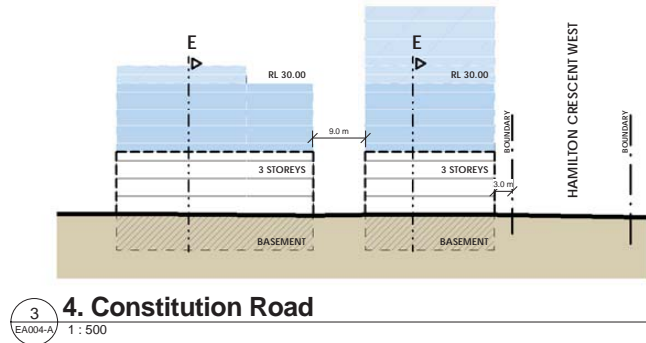 E
E
RL 30.00
RL 30.00
9.0 m
BOUNDARY
HAMILTON CRESCENT WEST
BOUNDARY
3 STOREYS
3 STOREYS
3.0 m
BASEMENT
BASEMENT
3
EA004-A
4. Constitution Road
1 : 500